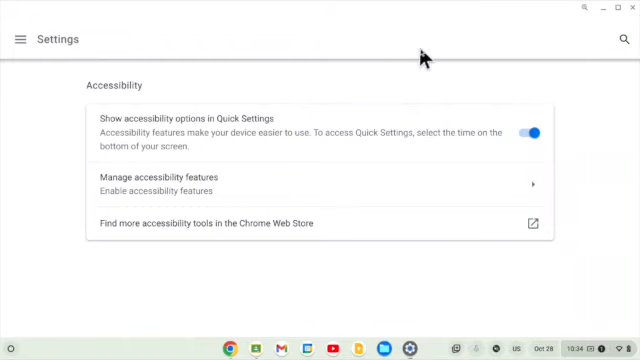 Settings
Accessibility
Show accessibility options in Quick Settings
Accessibility features make your device easier to use. To access Quick Settings, select the time on the
bottom of your screen.
Manage accessibility features
Enable accessibility features
Find more accessibility tools in the Chrome Web Store
US Oct 28 10:34 1